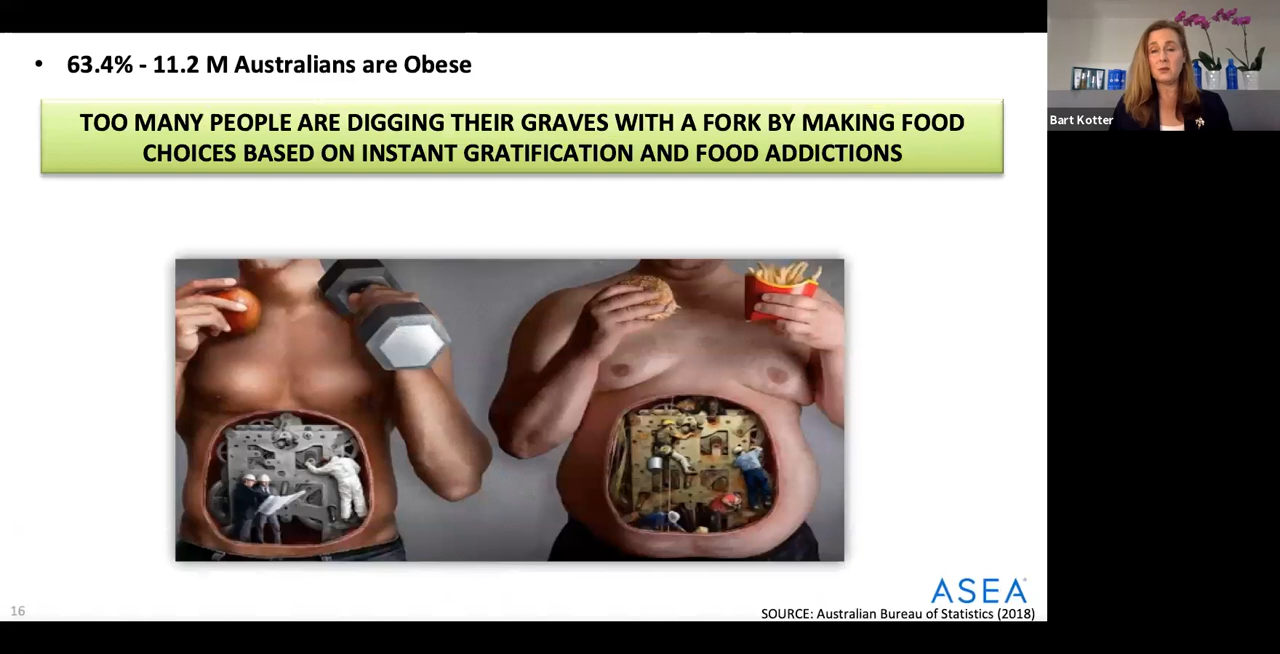 • 63.4% - 11.2 M Australians are Obese
TOO MANY PEOPLE ARE DIGGING THEIR GRAVES WITH A FORK BY MAKING FOOD
CHOICES BASED ON INSTANT GRATIFICATION AND FOOD ADDICTIONS
Bart Kotter
ASEA
SOURCE: Australian Bureau of Statistics (2018)
16